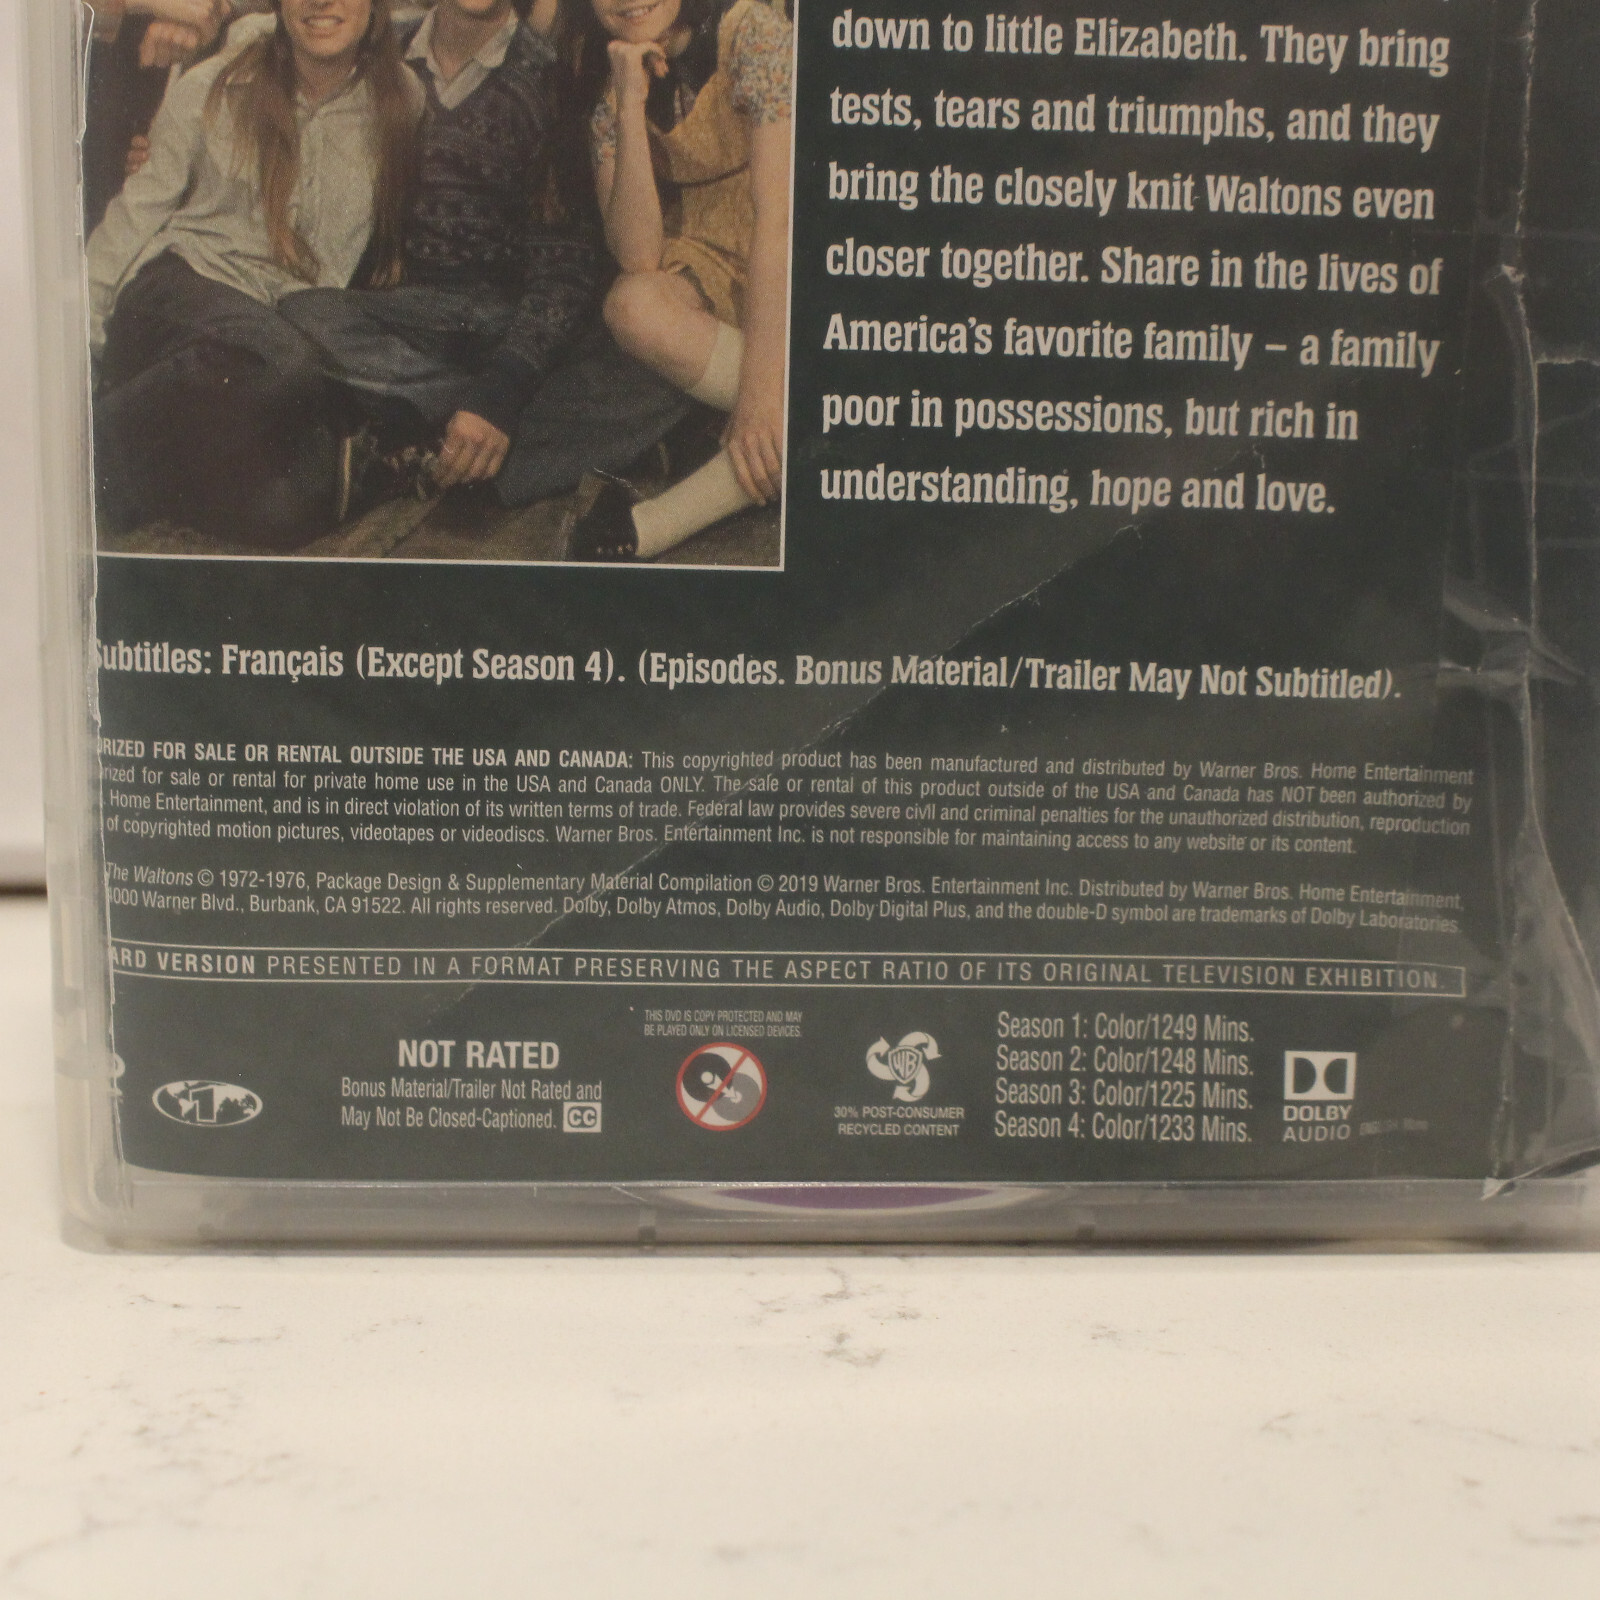 down to little Elizabeth. They bring
tests, tears and triumphs, and they
bring the closely knit Waltons even
closer together. Share in the lives of
America's favorite family – a family
poor in possessions, but rich in
understanding, hope and love.
Subtitles: Français (Except Season 4). (Episodes. Bonus Material/Trailer May Not Subtitled).
ORIZED FOR SALE OR RENTAL OUTSIDE THE USA AND CANADA: This copyrighted product has been manufactured and distributed by Warner Bros. Home Entertainment
rized for sale or rental for private home use in the USA and Canada ONLY. The sale or rental of this product outside of the USA and Canada has NOT been authorized by
Home Entertainment, and is in direct violation of its written terms of trade. Federal law provides severe civil and criminal penalties for the unauthorized distribution, reproduction
of copyrighted motion pictures, videotapes or videodiscs. Warner Bros. Entertainment Inc. is not responsible for maintaining access to any website or its content.
The Waltons © 1972-1976, Package Design & Supplementary Material Compilation © 2019 Warner Bros. Entertainment Inc. Distributed by Warner Bros. Home Entertainment,
4000 Warner Blvd., Burbank, CA 91522. All rights reserved. Dolby, Dolby Atmos, Dolby Audio, Dolby Digital Plus, and the double-D symbol are trademarks of Dolby Laboratories.
ARD VERSION PRESENTED IN A FORMAT PRESERVING THE ASPECT RATIO OF ITS ORIGINAL TELEVISION EXHIBITION.
1
NOT RATED
Bonus Material/Trailer Not Rated and
May Not Be Closed-Captioned. CC
THIS DVD IS COPY PROTECTED AND MAY
BE PLAYED ONLY ON LICENSED DEVICES.
WB
30% POST-CONSUMER
RECYCLED CONTENT
Season 1: Color/1249 Mins.
Season 2: Color/1248 Mins.
Season 3: Color/1225 Mins.
Season 4: Color/1233 Mins.
DOLBY
AUDIO